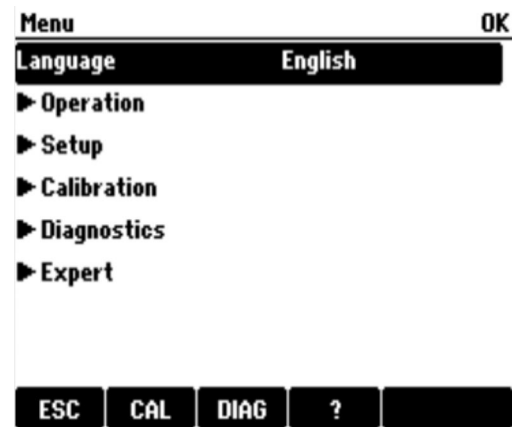 Menu OK
Language English
Operation
Setup
Calibration
Diagnostics
Expert
ESC CAL DIAG ?